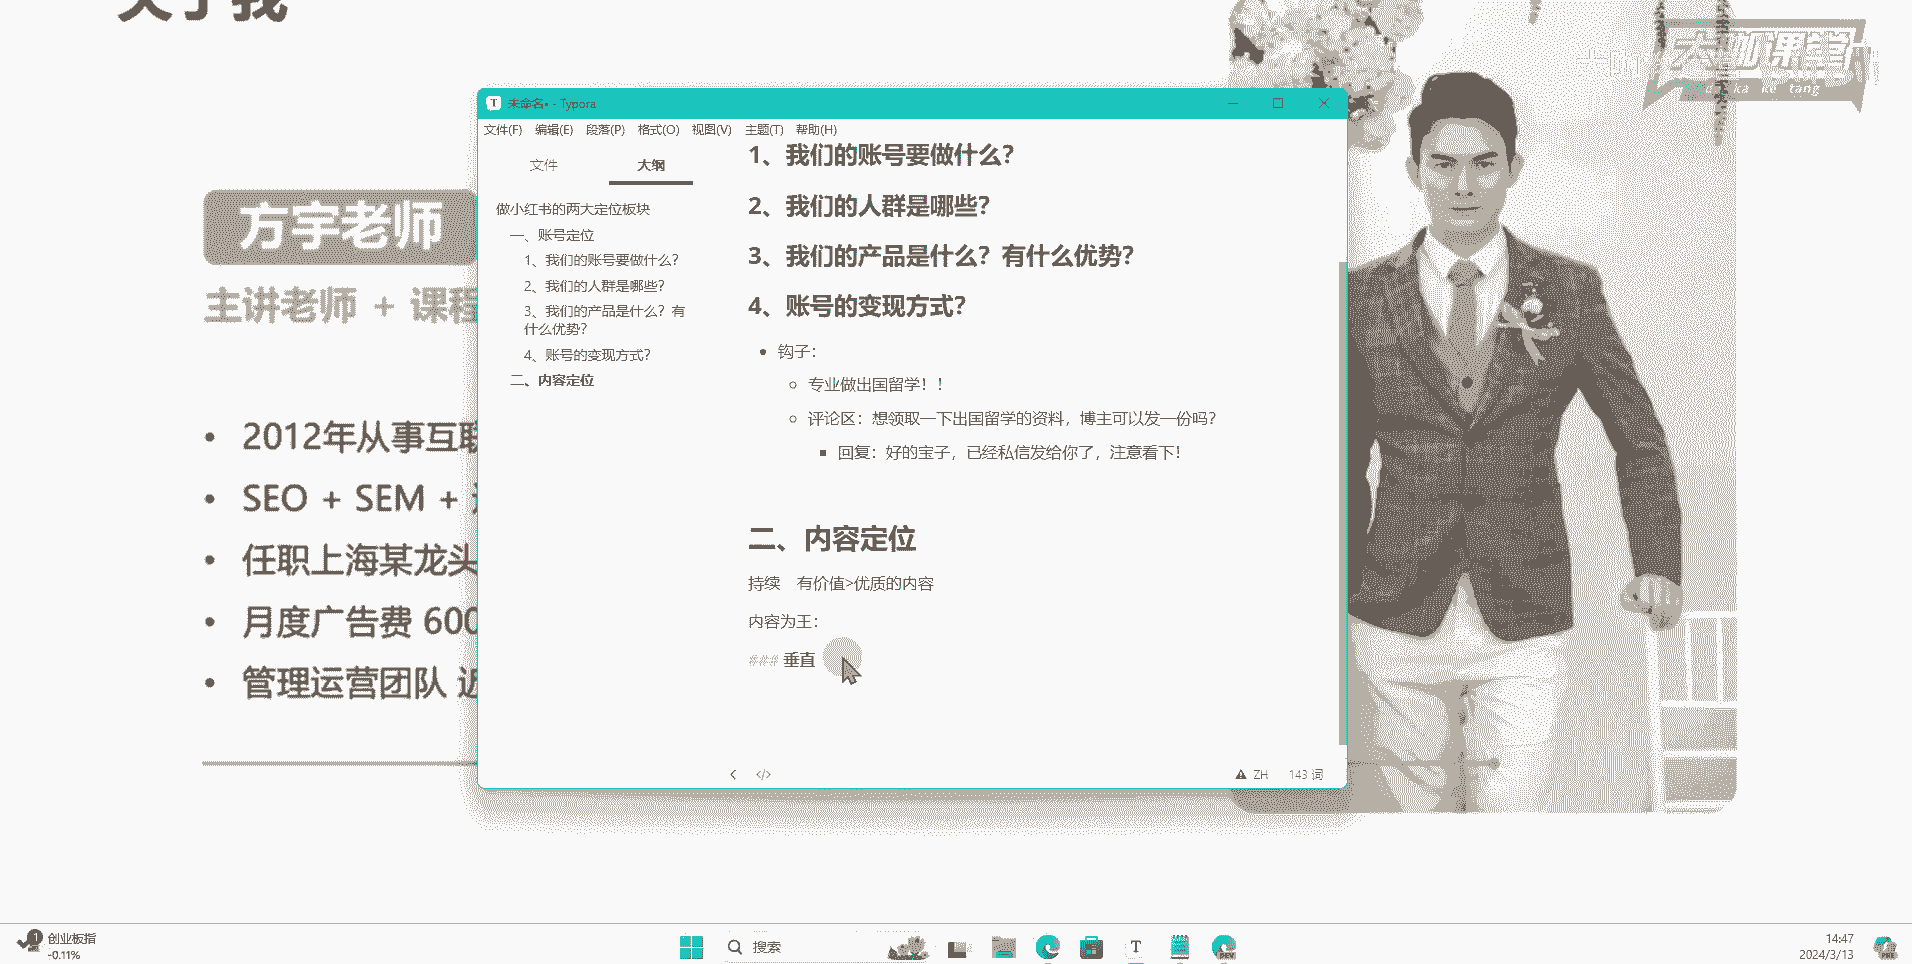 关于我
大咖课堂
da ka ke tang
方宇老师
主讲老师 + 课程
2012年从事互联
SEO + SEM +
任职上海某龙头
月度广告费 600
管理运营团队 近
未命名• - Typora
文件(F) 编辑(E) 段落(P) 格式(O) 视图(V) 主题(T) 帮助(H)
文件 大纲
做小红书的两大定位板块
一、账号定位
1、我们的账号要做什么？
2、我们的人群是哪些？
3、我们的产品是什么？有
什么优势？
4、账号的变现方式？
二、内容定位
1、我们的账号要做什么？
2、我们的人群是哪些？
3、我们的产品是什么？有什么优势？
4、账号的变现方式？
钩子：
专业做出国留学！！
评论区：想领取一下出国留学的资料，博主可以发一份吗？
回复：好的宝子，已经私信发给你了，注意看下！
二、内容定位
持续 有价值>优质的内容
内容为王：
### 垂直
ZH 143 词
1
创业板指
-0.11%
搜索
14:47
2024/3/13